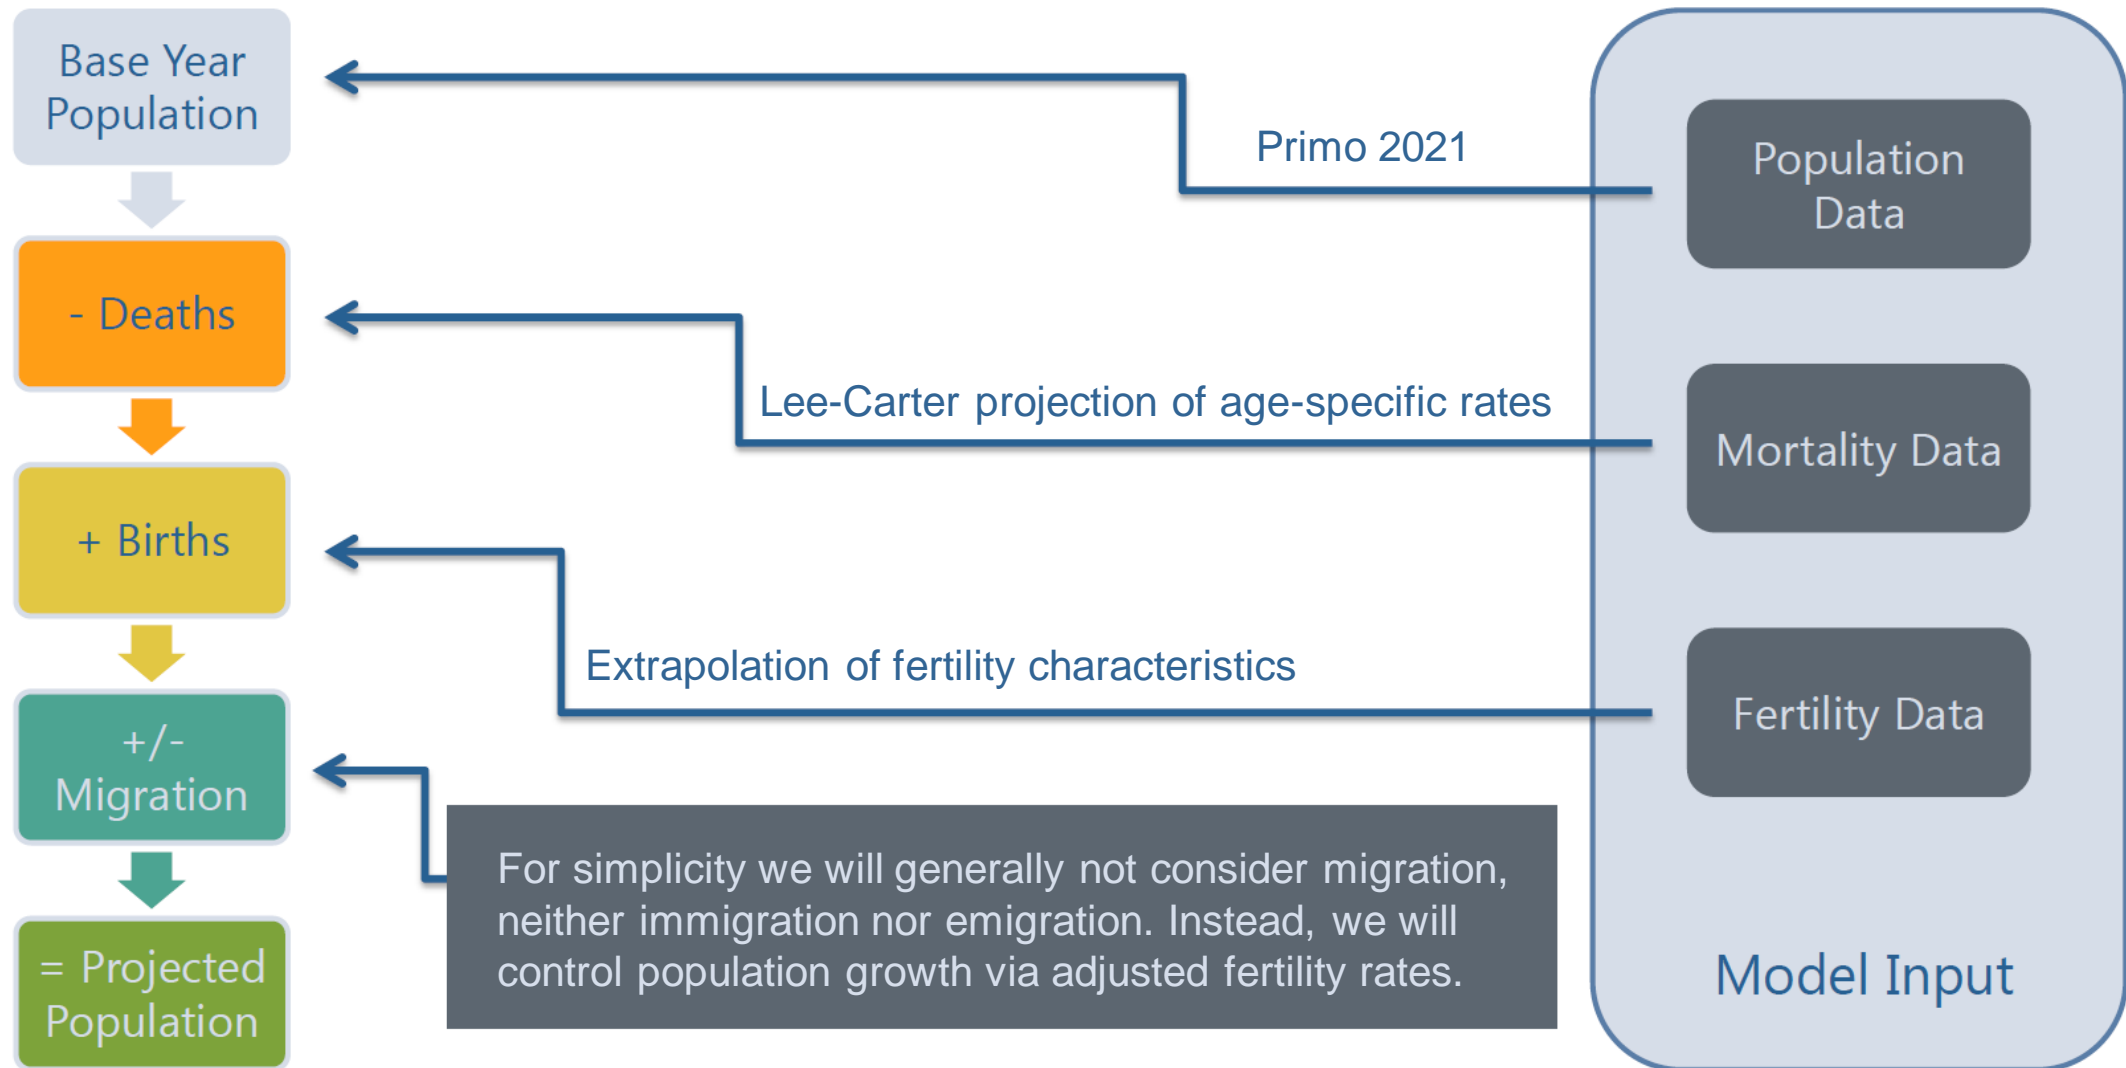 Base Year
Population
- Deaths
+ Births
+/-
Migration
= Projected
Population
Primo 2021
Lee-Carter projection of age-specific rates
Extrapolation of fertility characteristics
For simplicity we will generally not consider migration,
neither immigration nor emigration. Instead, we will
control population growth via adjusted fertility rates.
Population
Data
Mortality Data
Fertility Data
Model Input